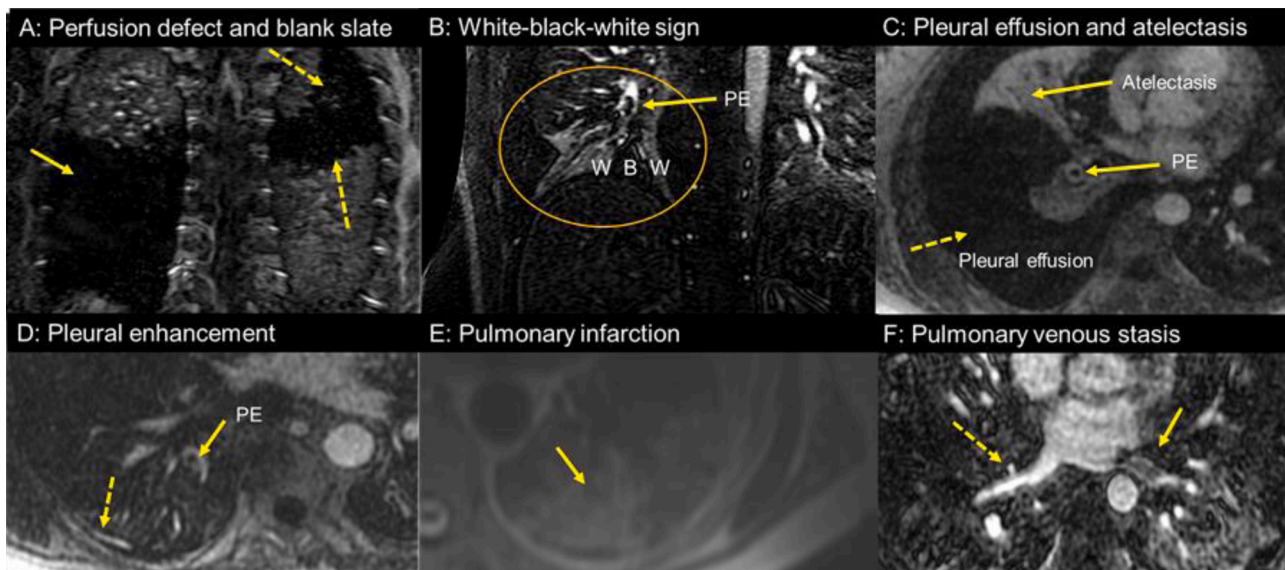 A: Perfusion defect and blank slate
B: White-black-white sign
C: Pleural effusion and atelectasis
PE
W B W
Atelectasis
PE
Pleural effusion
D: Pleural enhancement
E: Pulmonary infarction
F: Pulmonary venous stasis
PE